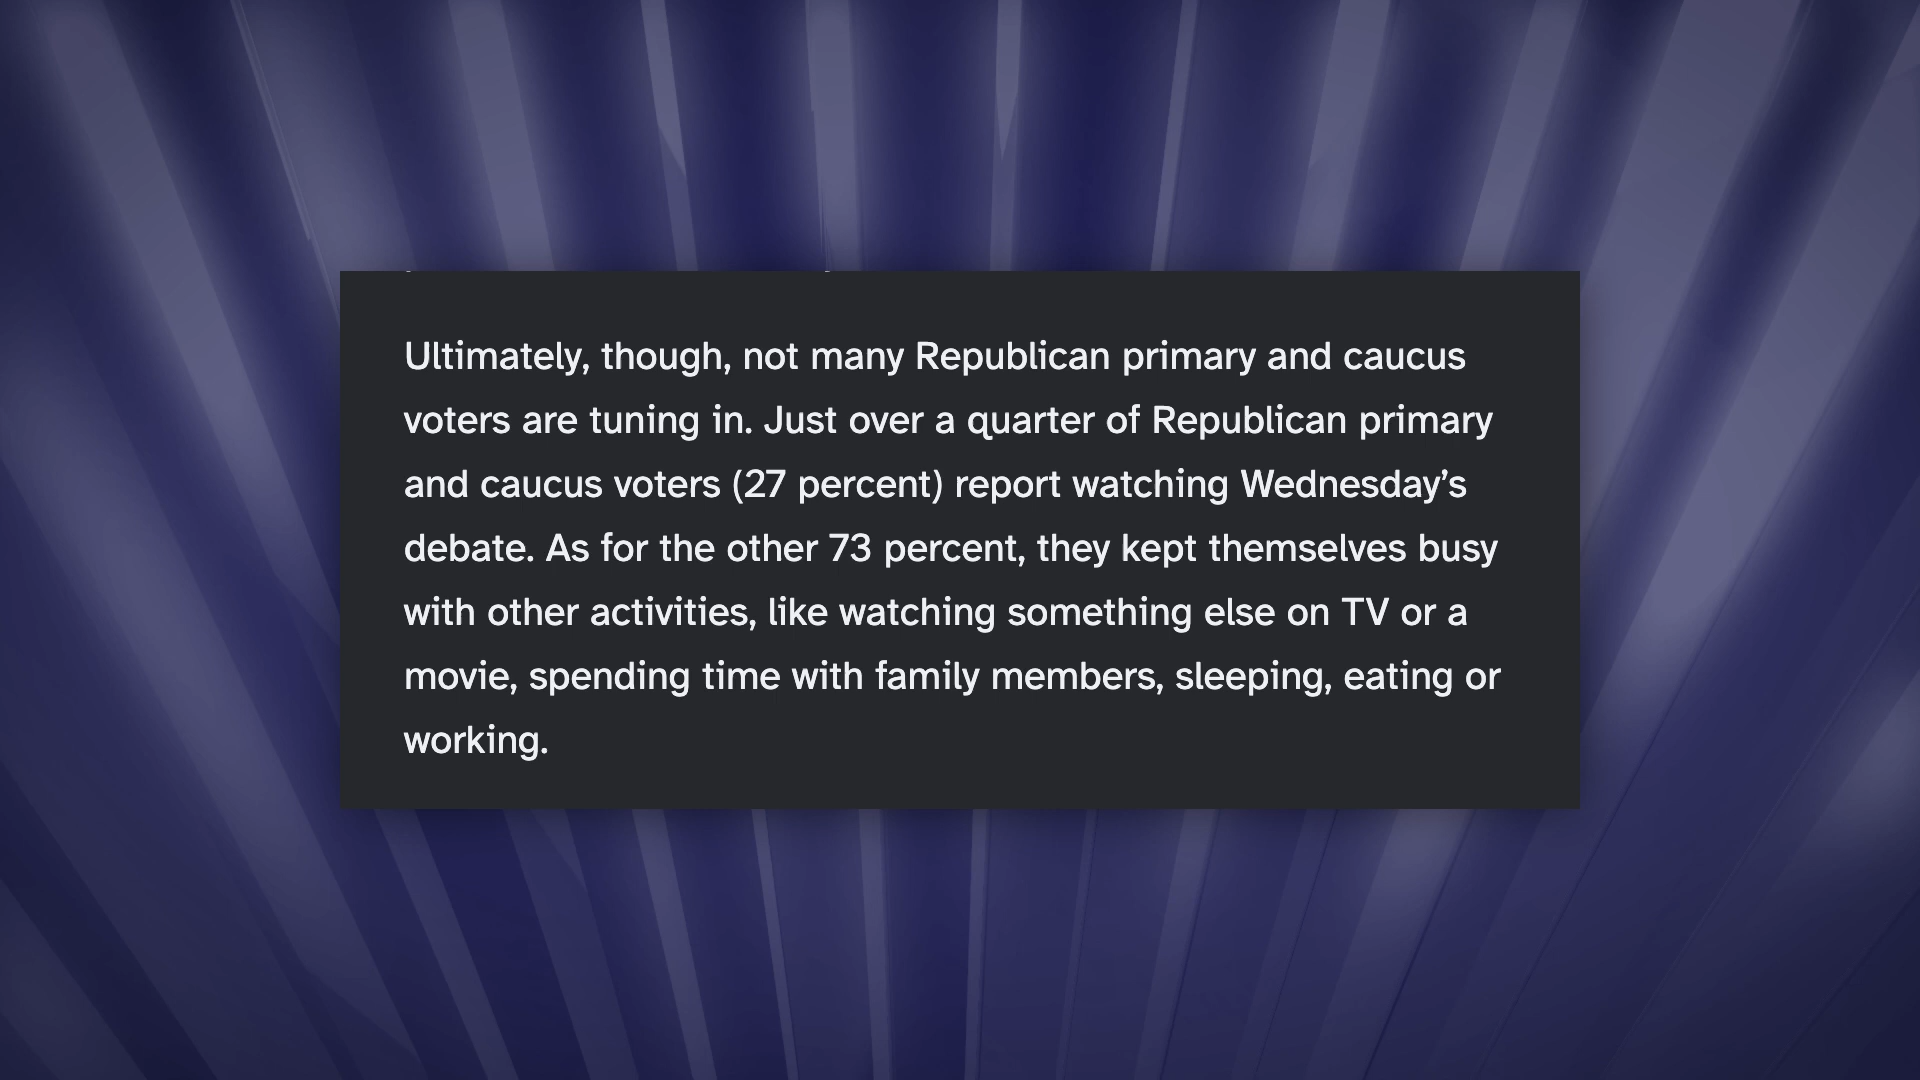 Ultimately, though, not many Republican primary and caucus
voters are tuning in. Just over a quarter of Republican primary
and caucus voters (27 percent) report watching Wednesday’s
debate. As for the other 73 percent, they kept themselves busy
with other activities, like watching something else on TV or a
movie, spending time with family members, sleeping, eating or
working.